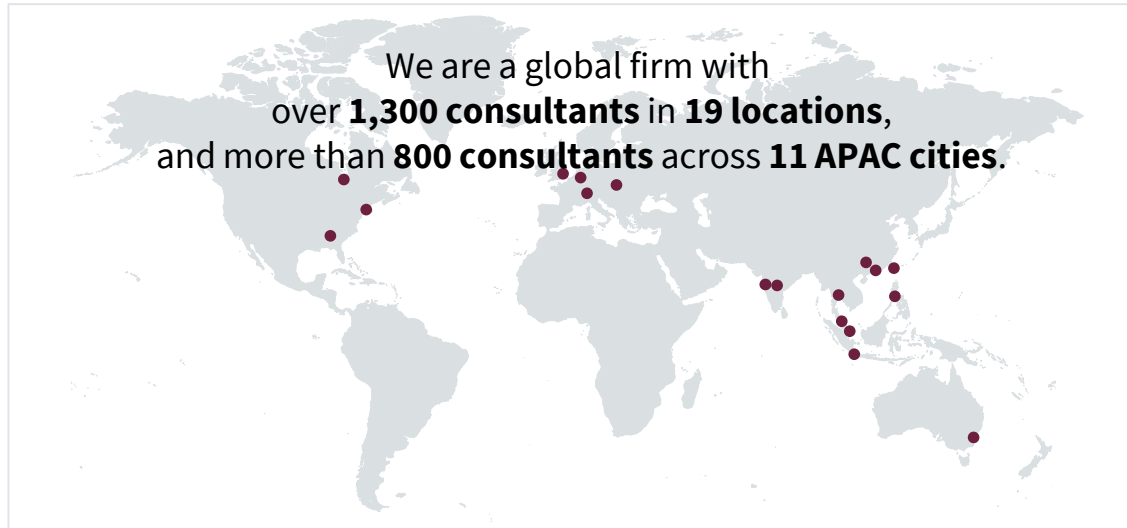 We are a global firm with
over 1,300 consultants in 19 locations,
and more than 800 consultants across 11 APAC cities.